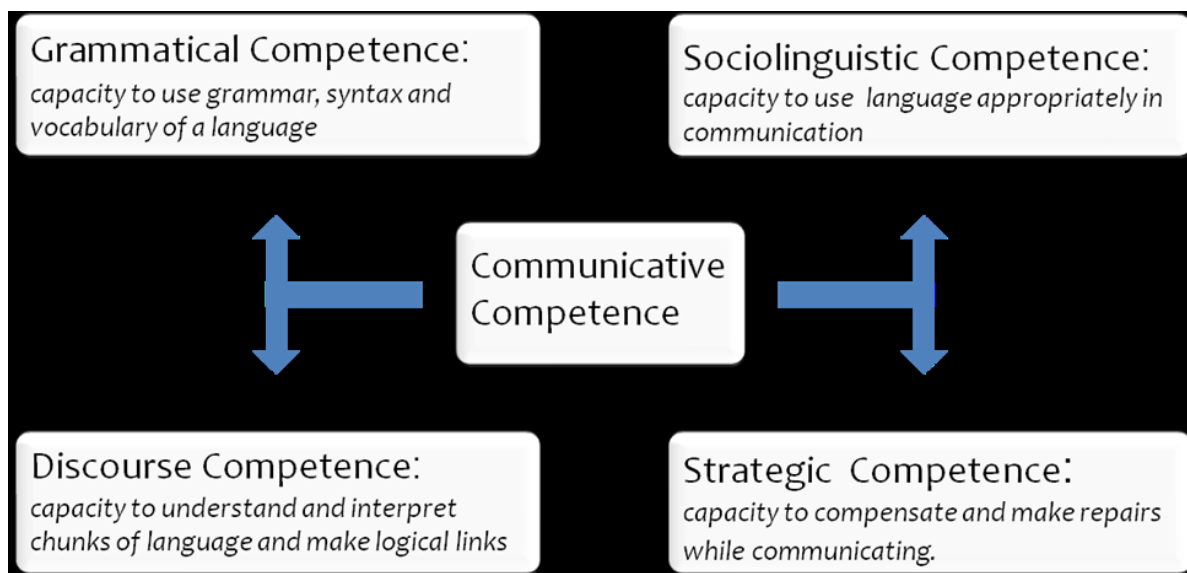 Grammatical Competence:
capacity to use grammar, syntax and
vocabulary of a language
Sociolinguistic Competence:
capacity to use language appropriately in
communication
Communicative
Competence
Discourse Competence:
capacity to understand and interpret
chunks of language and make logical links
Strategic Competence:
capacity to compensate and make repairs
while communicating.